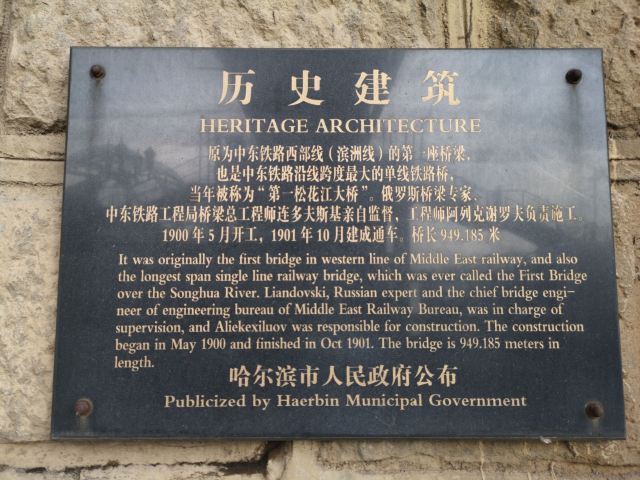 历史建筑
HERITAGE ARCHITECTURE
原为中东铁路西部线（滨洲线）的第一座桥梁，
也是中东铁路沿线跨度最大的单线铁路桥，
当年被称为“第一松花江大桥”。俄罗斯桥梁专家、
中东铁路工程局桥梁总工程师连多夫斯基亲自监督，工程师阿列克谢罗夫负责施工。
1900年5月开工，1901年10月建成通车。桥长949.185米
It was originally the first bridge in western line of Middle East railway, and also
the longest span single line railway bridge, which was ever called the First Bridge
over the Songhua River. Liandovski, Russian expert and the chief bridge engi-
neer of engineering bureau of Middle East Railway Bureau, was in charge of
supervision, and Aliekexiluov was responsible for construction. The construction
began in May 1900 and finished in Oct 1901. The bridge is 949.185 meters in
length.
哈尔滨市人民政府公布
Publicized by Haerbin Municipal Government